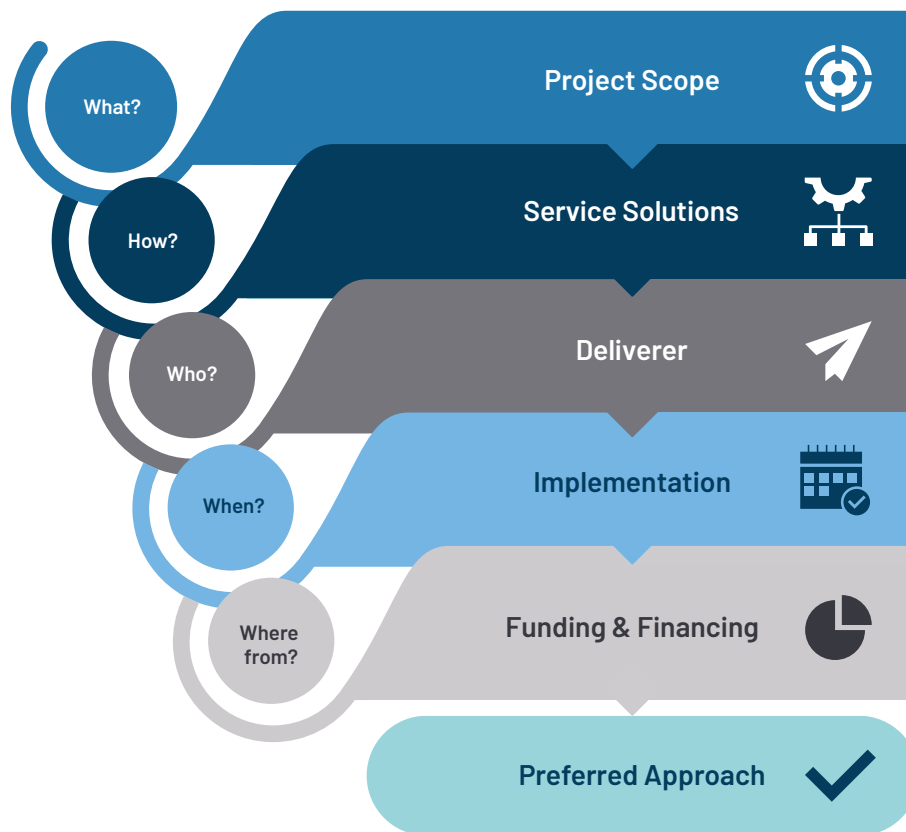 What?
Project Scope
How?
Service Solutions
Who?
Deliverer
When?
Implementation
Where
from?
Funding & Financing
Preferred Approach